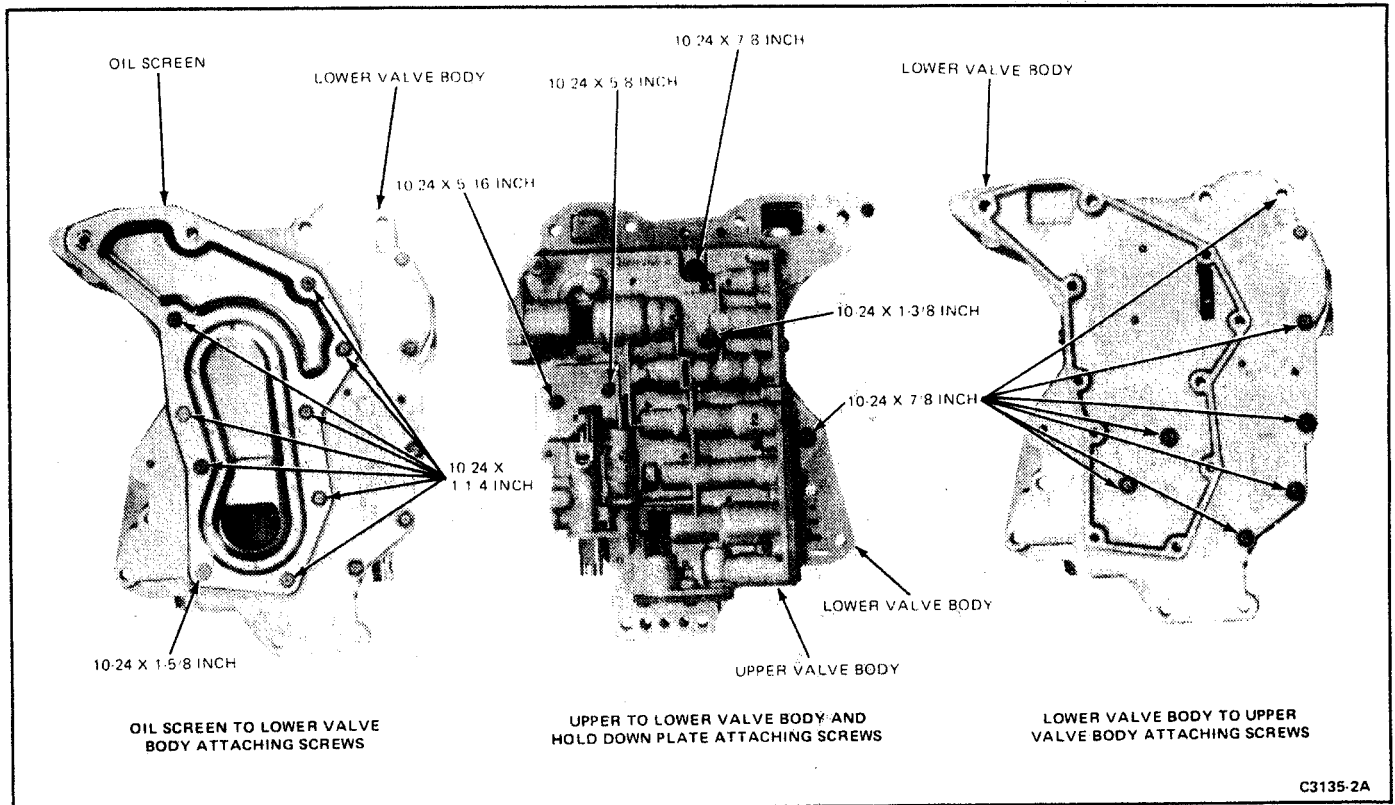 OIL SCREEN
LOWER VALVE BODY
10-24 X 5/8 INCH
10-24 X 7/8 INCH
LOWER VALVE BODY
10-24 X 5/16 INCH
10-24 X 1-3/8 INCH
10-24 X 7/8 INCH
10-24 X
1-1/4 INCH
10-24 X 1-5/8 INCH
LOWER VALVE BODY
UPPER VALVE BODY
OIL SCREEN TO LOWER VALVE
BODY ATTACHING SCREWS
UPPER TO LOWER VALVE BODY AND
HOLD DOWN PLATE ATTACHING SCREWS
LOWER VALVE BODY TO UPPER
VALVE BODY ATTACHING SCREWS
C3135-2A